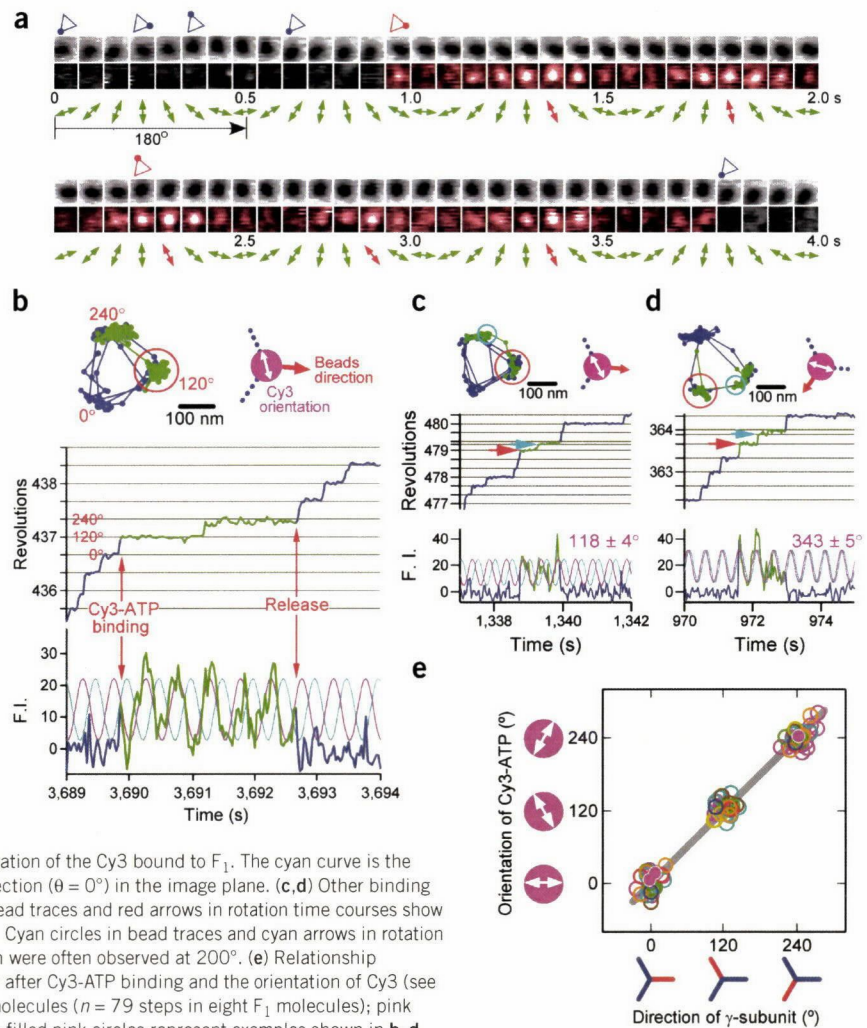 a
0 0.5 1.0 1.5 2.0 s
180°
2.5 3.0 3.5 4.0 s
b
240°
120°
0°
100 nm
Beads
direction
Cy3
orientation
Revolutions
438
437
436
240°
120°
0°
Cy3-ATP
binding
Release
F.I.
30
20
10
0
3,689 3,690 3,691 3,692 3,693 3,694
Time (s)
c
100 nm
Revolutions
480
479
478
477
F. I.
40
20
0
118 ± 4°
1,338 1,340 1,342
Time (s)
d
100 nm
364
363
40
20
0
343 ± 5°
970 972 974
Time (s)
e
Orientation of Cy3-ATP (°)
240
120
0
0 120 240
Direction of γ-subunit (°)
ation of the Cy3 bound to F1. The cyan curve is the
ection (θ = 0°) in the image plane. (c,d) Other binding
ead traces and red arrows in rotation time courses show
Cyan circles in bead traces and cyan arrows in rotation
n were often observed at 200°. (e) Relationship
after Cy3-ATP binding and the orientation of Cy3 (see
nolecules (n = 79 steps in eight F1 molecules); pink
filled pink circles represent examples shown in b-d